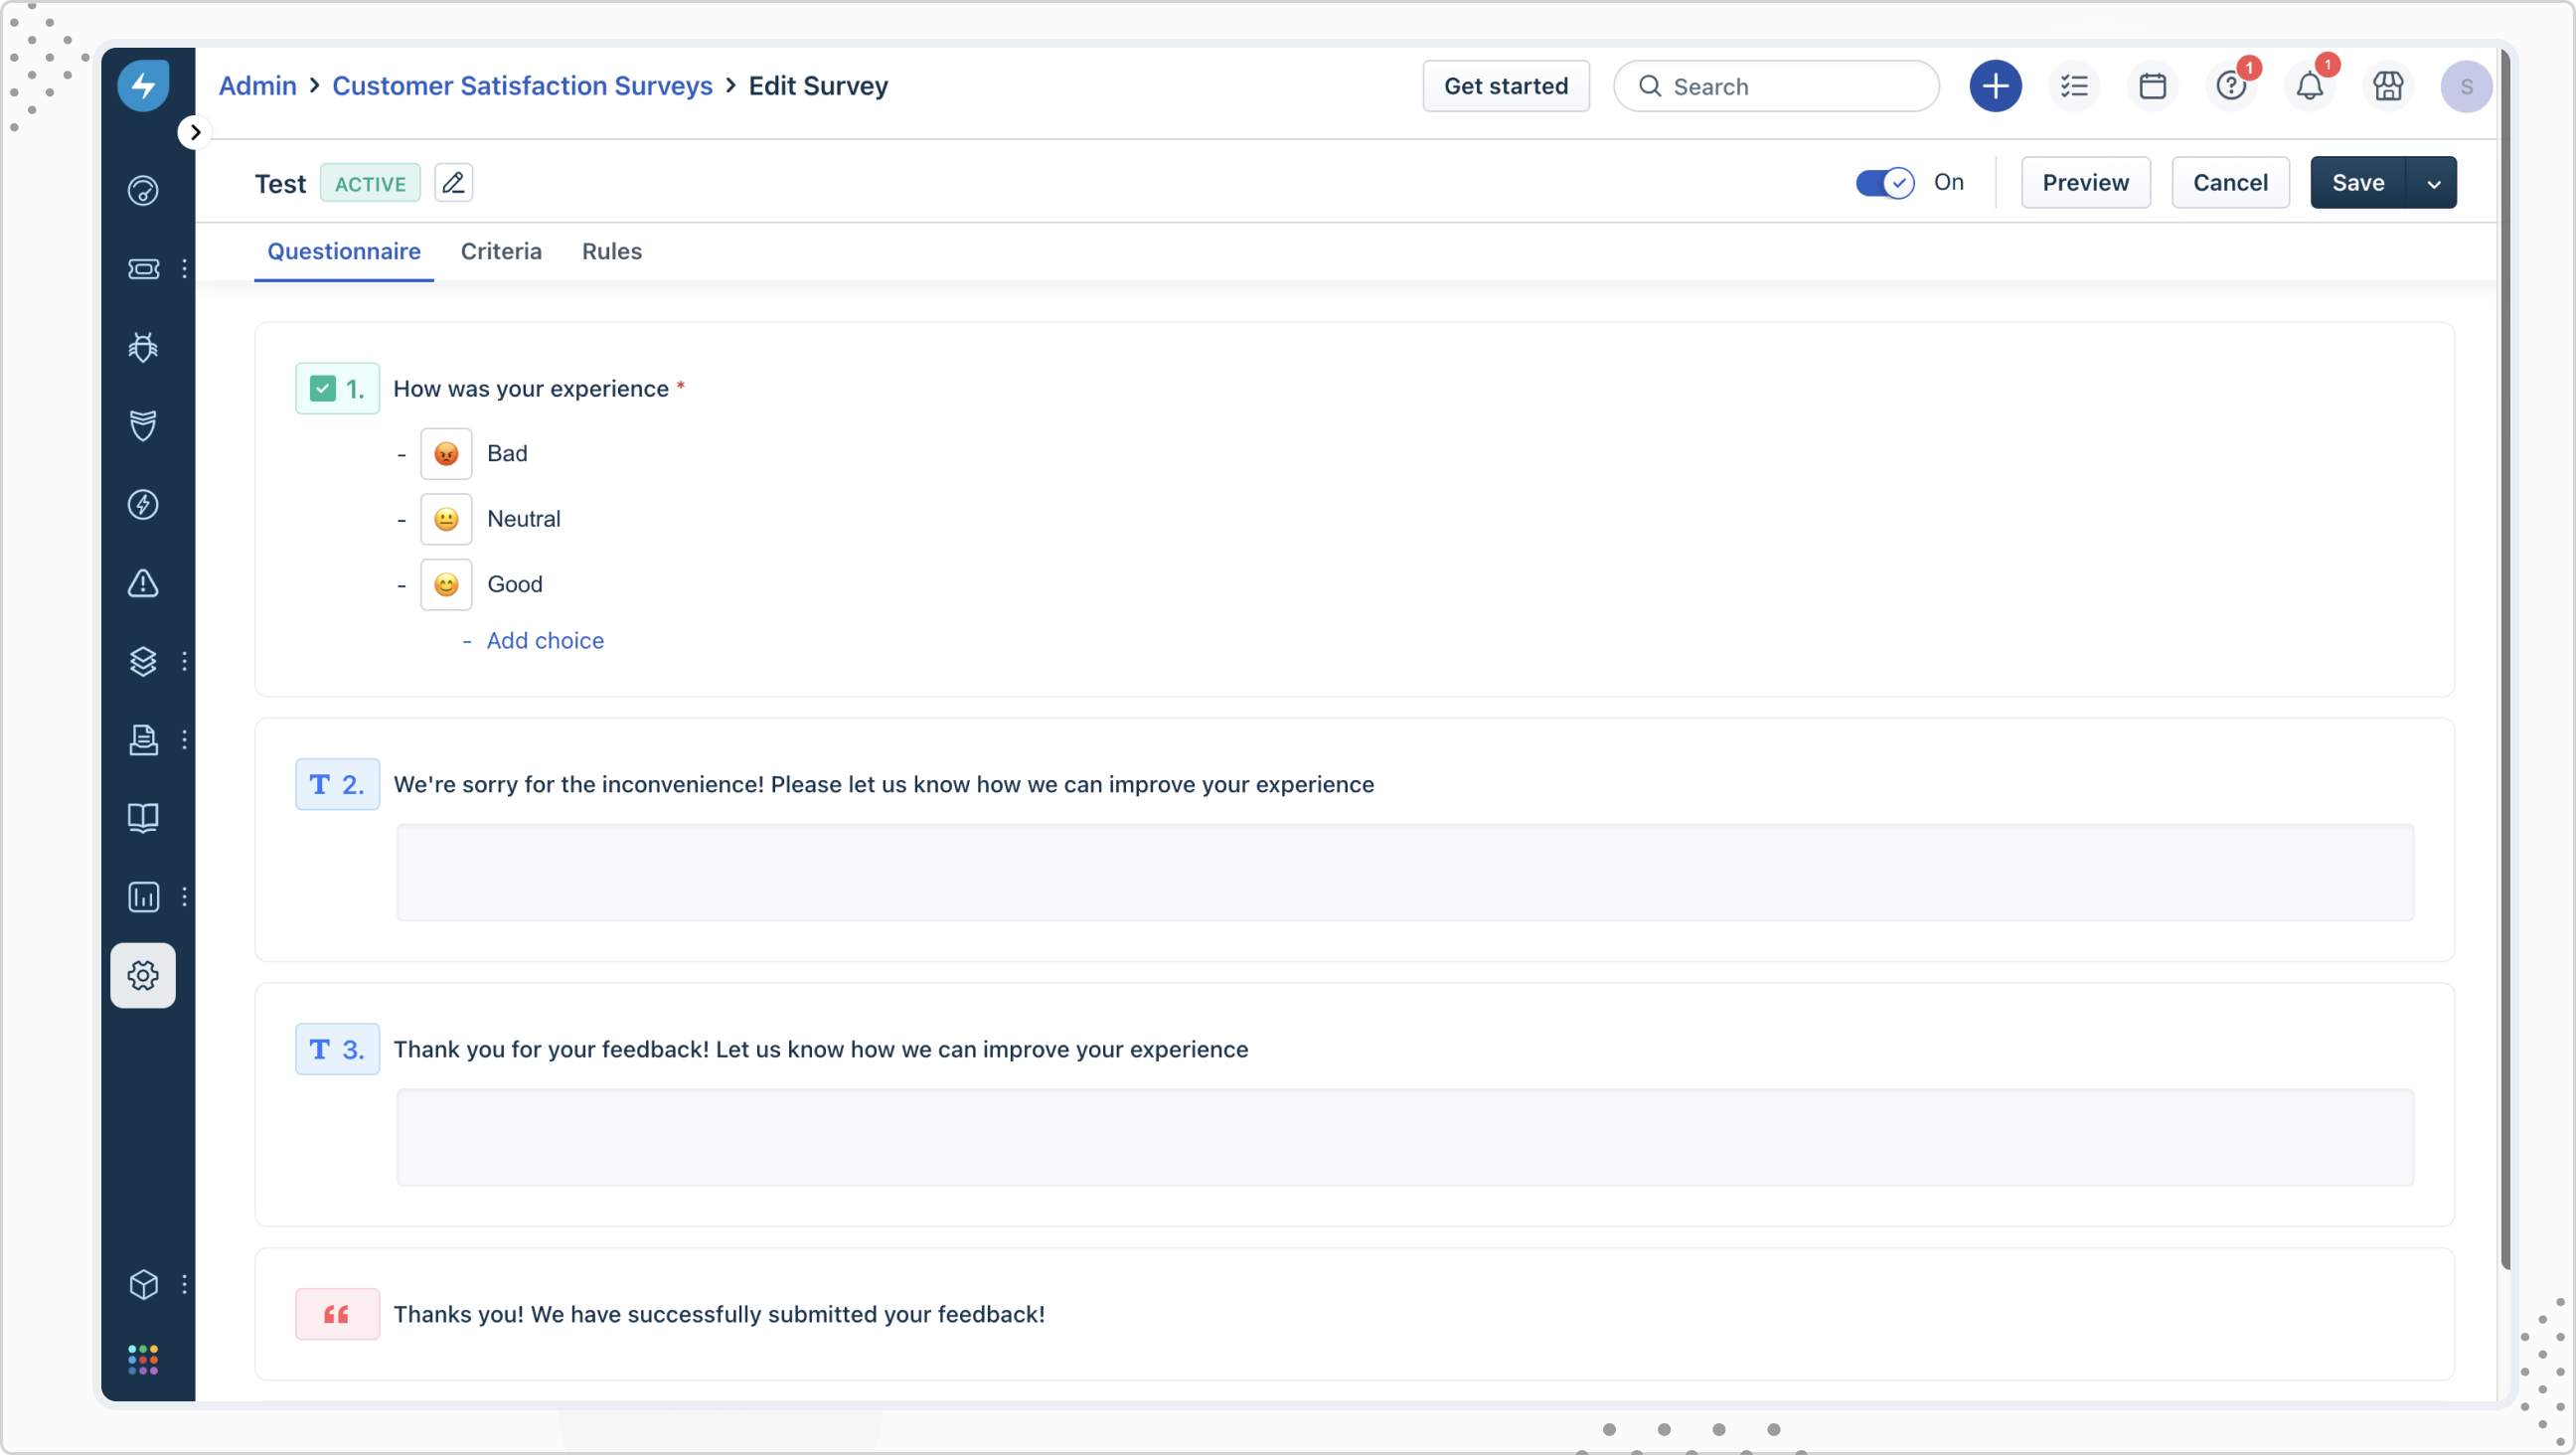 Admin > Customer Satisfaction Surveys > Edit Survey
Get started
Search
1
1
S
Test
ACTIVE
On
Preview
Cancel
Save
Questionnaire
Criteria
Rules
1.
How was your experience *
- Bad
- Neutral
- Good
- Add choice
T 2.
We're sorry for the inconvenience! Please let us know how we can improve your experience
T 3.
Thank you for your feedback! Let us know how we can improve your experience
Thanks you! We have successfully submitted your feedback!